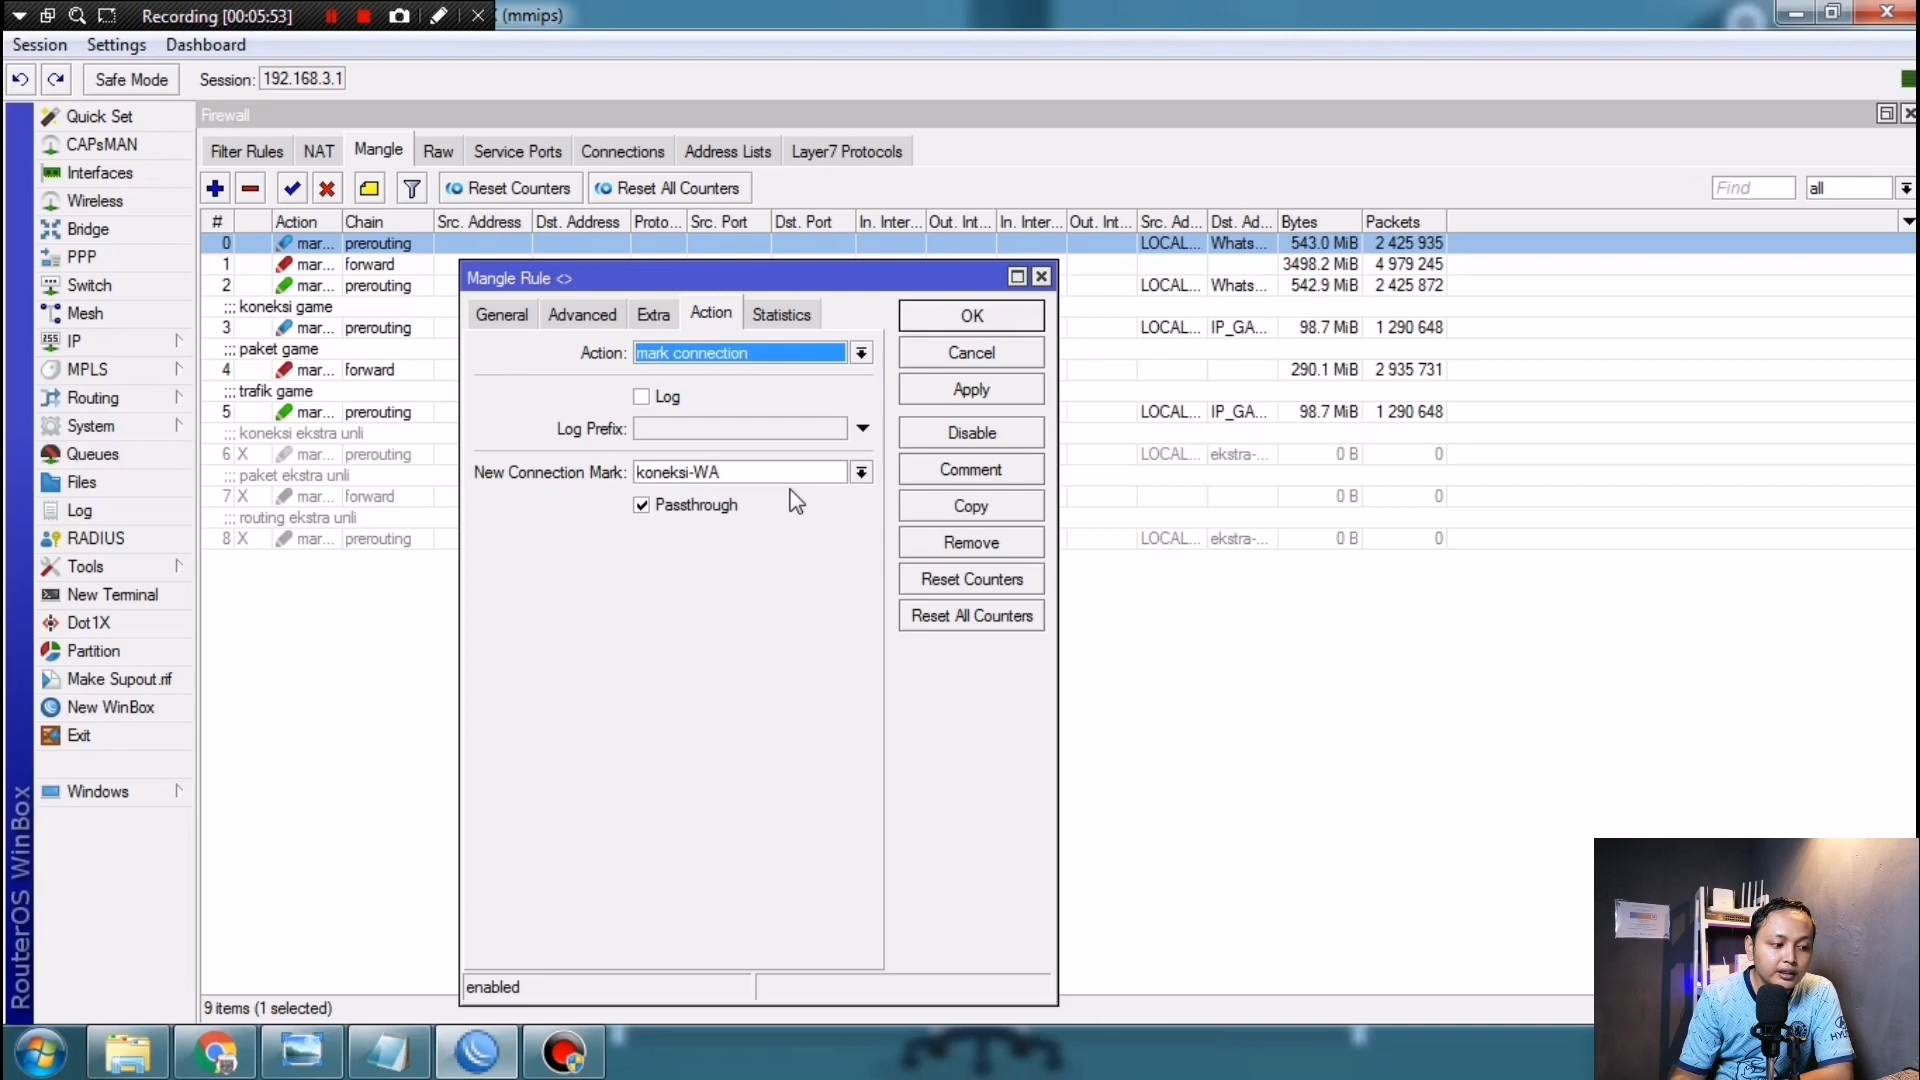 Recording [00:05:53]
(mmips)
Session Settings Dashboard
Safe Mode
Session: 192.168.3.1
Quick Set
CAPsMAN
Interfaces
Wireless
Bridge
PPP
Switch
Mesh
IP
MPLS
Routing
System
Queues
Files
Log
RADIUS
Tools
New Terminal
Dot1X
Partition
Make Supout.rif
New WinBox
Exit
Windows
RouterOS WinBox
Firewall
Filter Rules NAT Mangle Raw Service Ports Connections Address Lists Layer7 Protocols
Reset Counters Reset All Counters Find all
# Action Chain Src. Address Dst. Address Proto... Src. Port Dst. Port In. Inter... Out. Int... In. Inter... Out. Int... Src. Ad... Dst. Ad... Bytes Packets
0 mar... prerouting LOCAL... Whats... 543.0 MiB 2 425 935
1 mar... forward 3498.2 MiB 4 979 245
2 mar... prerouting LOCAL... Whats... 542.9 MiB 2 425 872
;;; koneksi game
3 mar... prerouting LOCAL... IP_GA... 98.7 MiB 1 290 648
;;; paket game
4 mar... forward 290.1 MiB 2 935 731
;;; trafik game
5 mar... prerouting LOCAL... IP_GA... 98.7 MiB 1 290 648
;;; koneksi ekstra unli
6 X mar... prerouting LOCAL... ekstra-... 0 B 0
;;; paket ekstra unli
7 X mar... forward 0 B 0
;;; routing ekstra unli
8 X mar... prerouting LOCAL... ekstra-... 0 B 0
9 items (1 selected)
Mangle Rule <>
General Advanced Extra Action Statistics
Action: mark connection
Log
Log Prefix:
New Connection Mark: koneksi-WA
Passthrough
OK
Cancel
Apply
Disable
Comment
Copy
Remove
Reset Counters
Reset All Counters
enabled